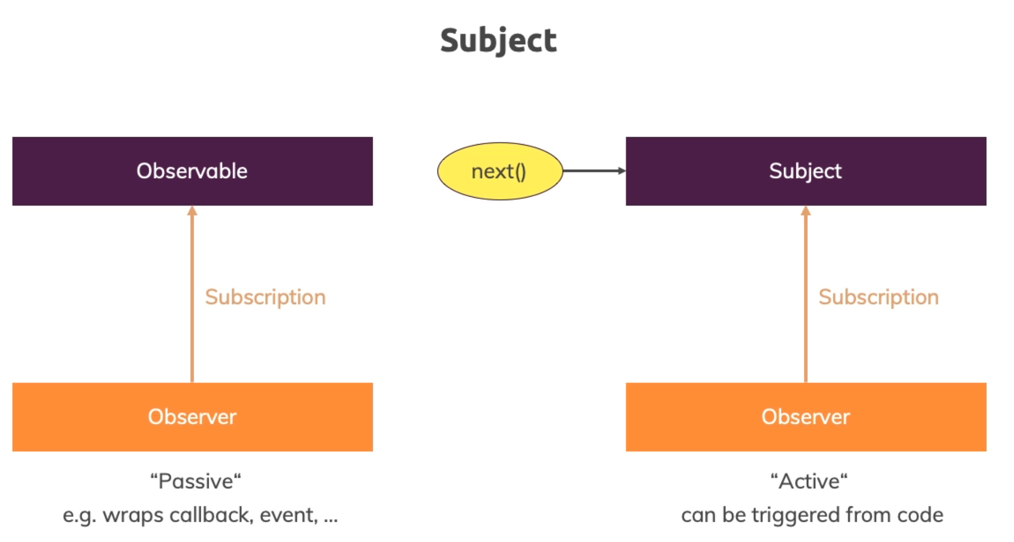 Subject
Observable
next()
Subject
Subscription
Subscription
Observer
Observer
“Passive“
e.g. wraps callback, event, ...
“Active“
can be triggered from code